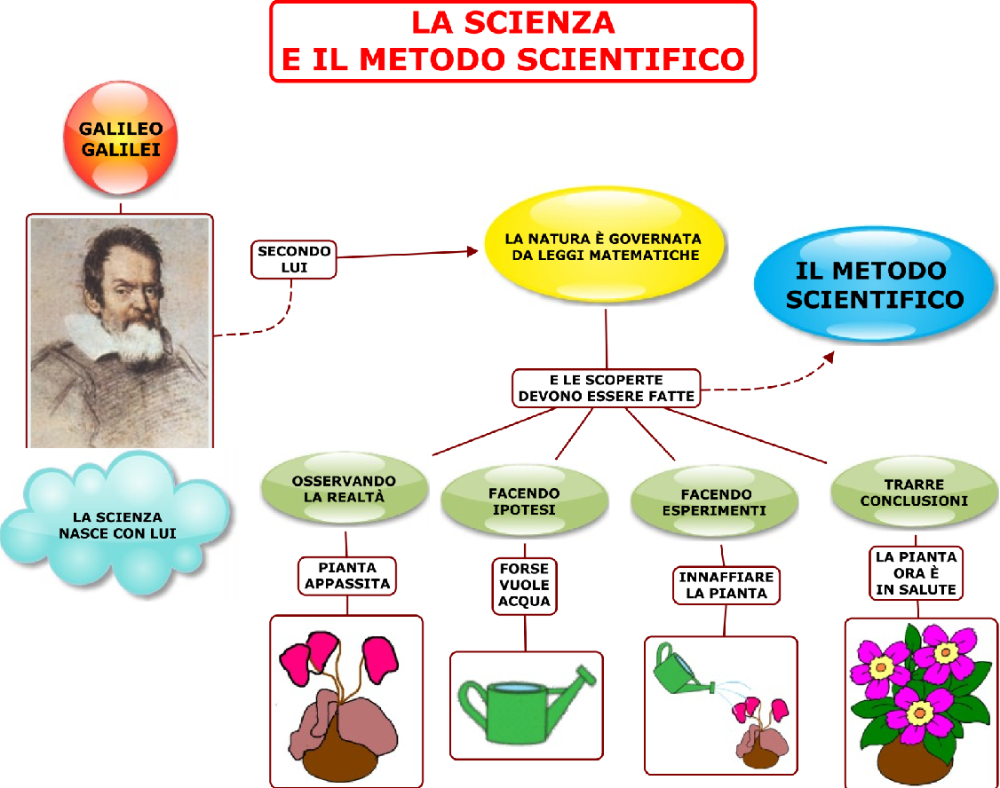 LA SCIENZA
E IL METODO SCIENTIFICO
GALILEO
GALILEI
SECONDO
LUI
LA NATURA È GOVERNATA
DA LEGGI MATEMATICHE
IL METODO
SCIENTIFICO
E LE SCOPERTE
DEVONO ESSERE FATTE
LA SCIENZA
NASCE CON LUI
OSSERVANDO
LA REALTÀ
FACENDO
IPOTESI
FACENDO
ESPERIMENTI
TRARRE
CONCLUSIONI
PIANTA
APPASSITA
FORSE
VUOLE
ACQUA
INNAFFIARE
LA PIANTA
LA PIANTA
ORA È
IN SALUTE